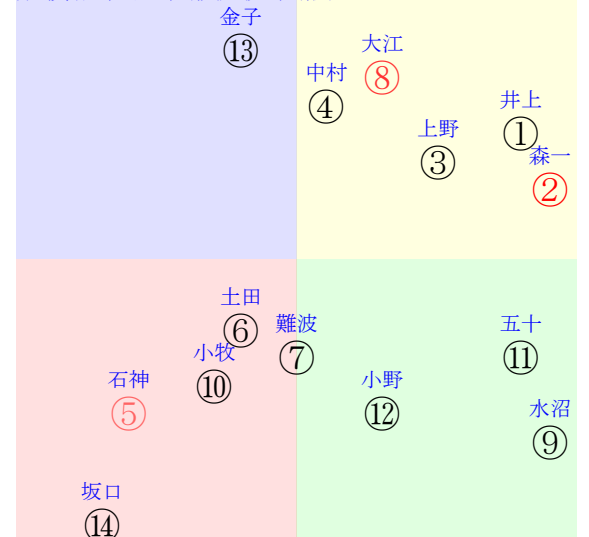 金子
⑬
大江
⑧
中村
④
井上
①
上野
③
森一
②
土田
⑥
難波
⑦
五十
⑪
小牧
⑩
小野
⑫
石神
⑤
水沼
⑨
坂口
⑭